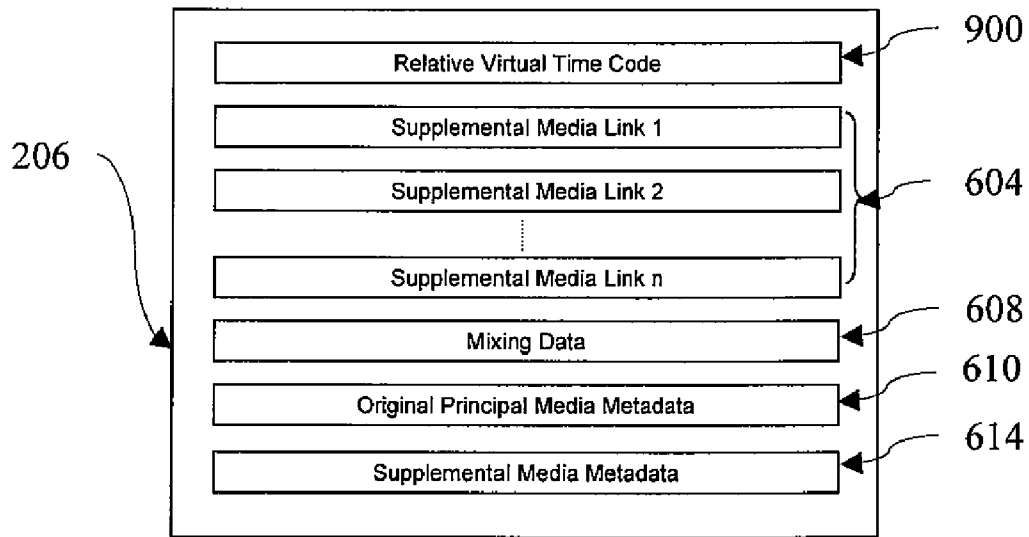 900
Relative Virtual Time Code
Supplemental Media Link 1
206
604
Supplemental Media Link 2
Supplemental Media Link n
608
Mixing Data
610
Original Principal Media Metadata
614
Supplemental Media Metadata